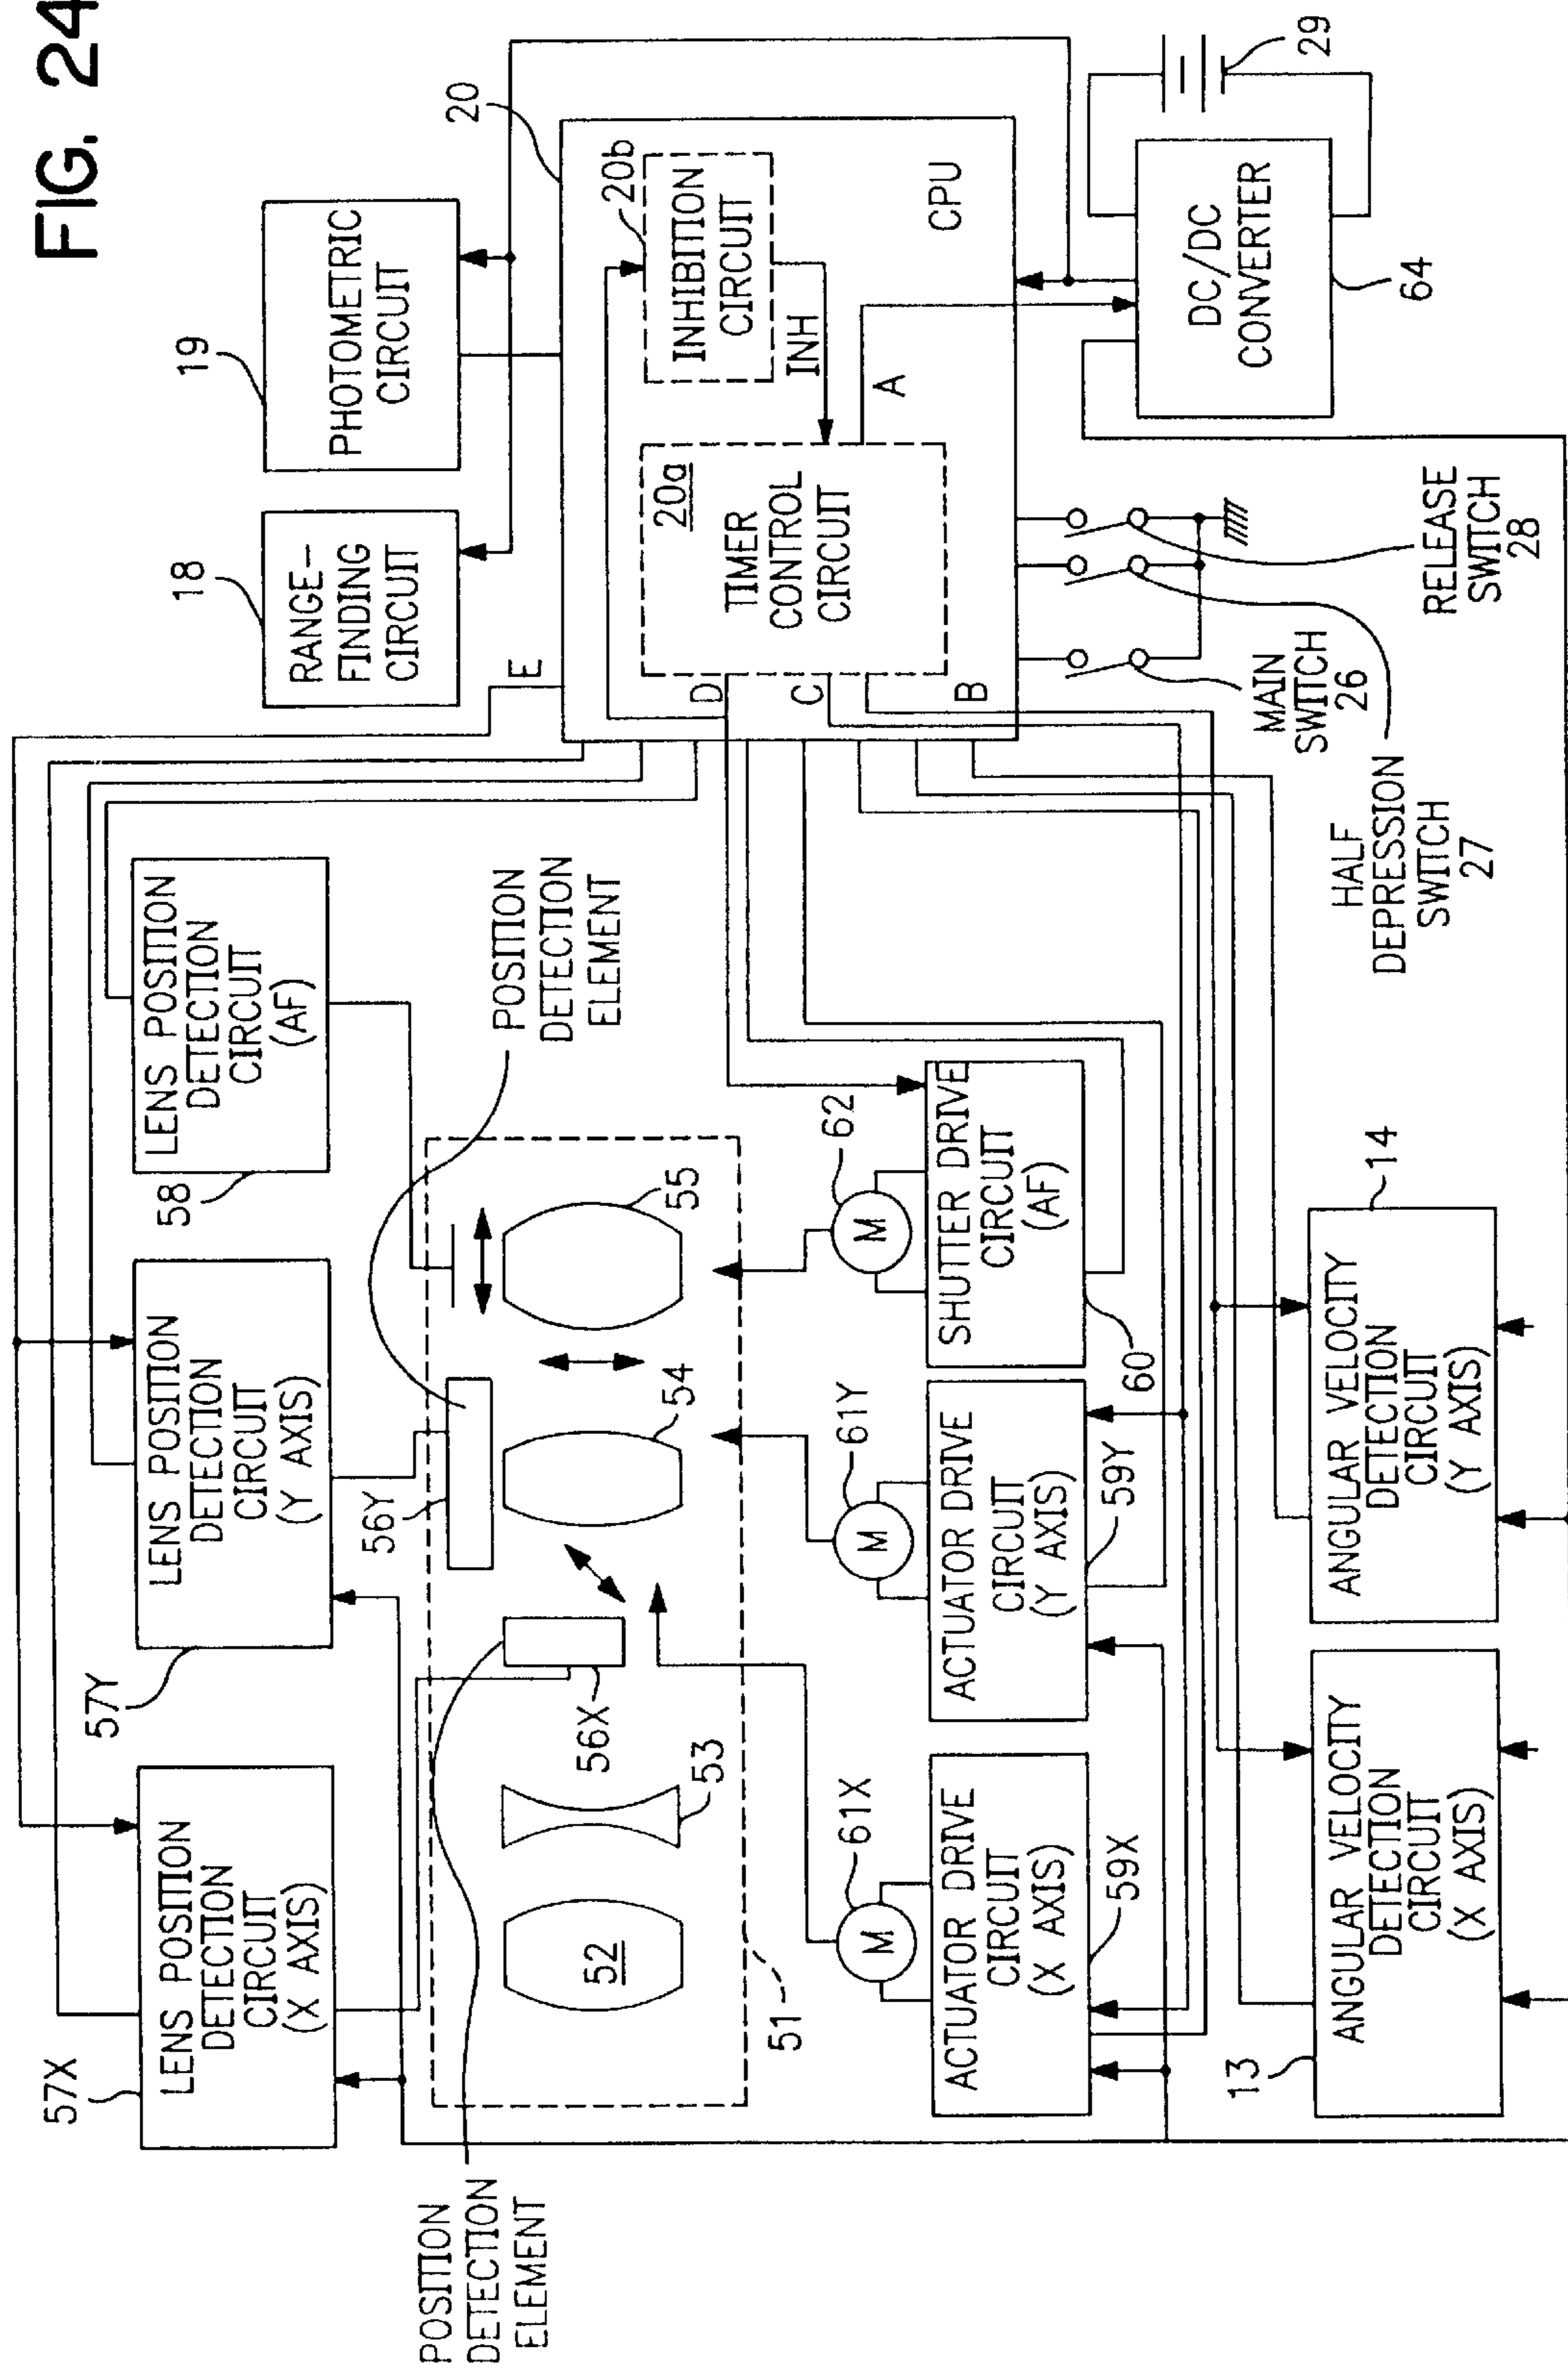 FIG. 24
57X
LENS POSITION
DETECTION
CIRCUIT
(X AXIS)
57Y
LENS POSITION
DETECTION
CIRCUIT
(Y AXIS)
58
LENS POSITION
DETECTION
CIRCUIT
(AF)
18
RANGE-
FINDING
CIRCUIT
19
PHOTOMETRIC
CIRCUIT
E
20
POSITION
DETECTION
ELEMENT
POSITION
DETECTION
ELEMENT
56Y
56X
52
53
54
55
51
D
C
B
20a
TIMER
CONTROL
CIRCUIT
20b
INHIBITION
CIRCUIT
INH
A
CPU
61X
M
61Y
M
62
M
ACTUATOR DRIVE
CIRCUIT
(X AXIS)
59X
ACTUATOR DRIVE
CIRCUIT
(Y AXIS)
59Y
SHUTTER DRIVE
CIRCUIT
(AF)
60
MAIN
SWITCH
26
HALF
DEPRESSION
SWITCH
27
RELEASE
SWITCH
28
DC/DC
CONVERTER
64
29
13
ANGULAR VELOCITY
DETECTION
CIRCUIT
(X AXIS)
14
ANGULAR VELOCITY
DETECTION
CIRCUIT
(Y AXIS)